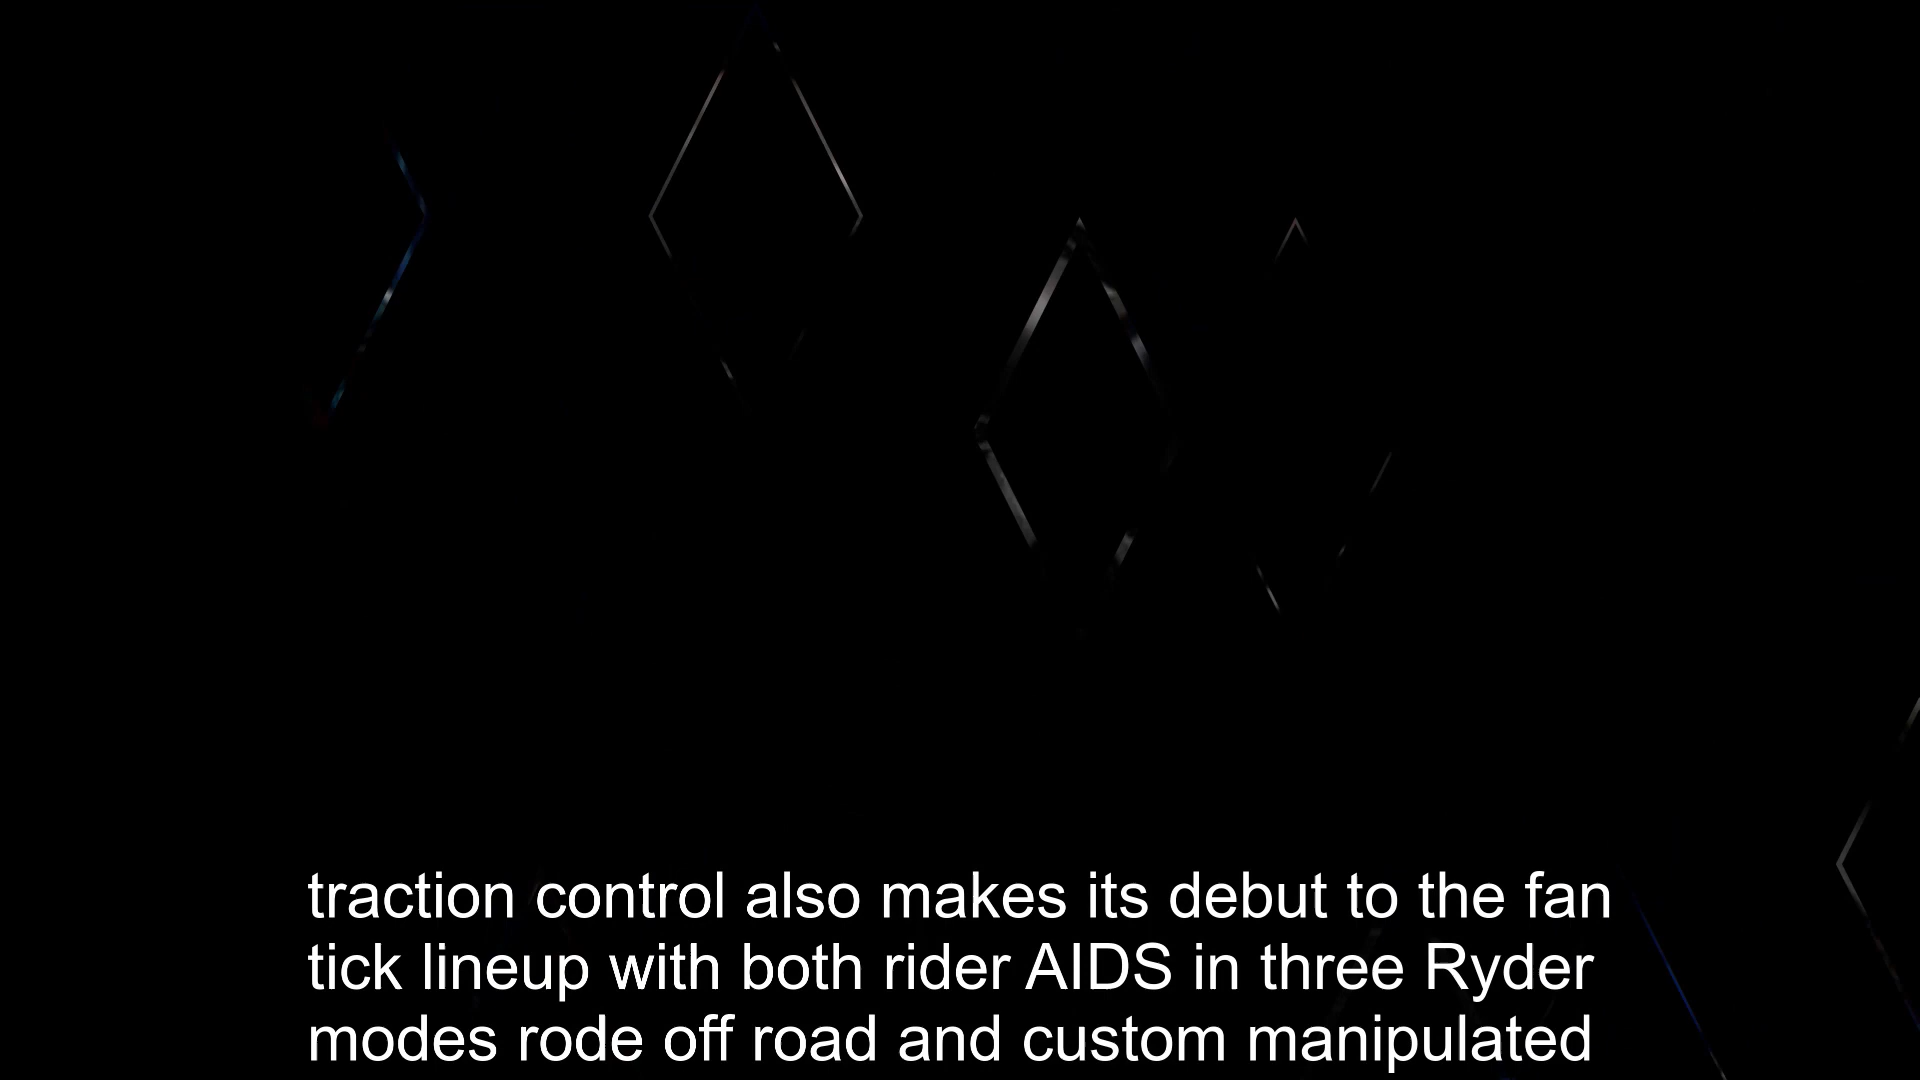 traction control also makes its debut to the fan
tick lineup with both rider AIDS in three Ryder
modes rode off road and custom manipulated